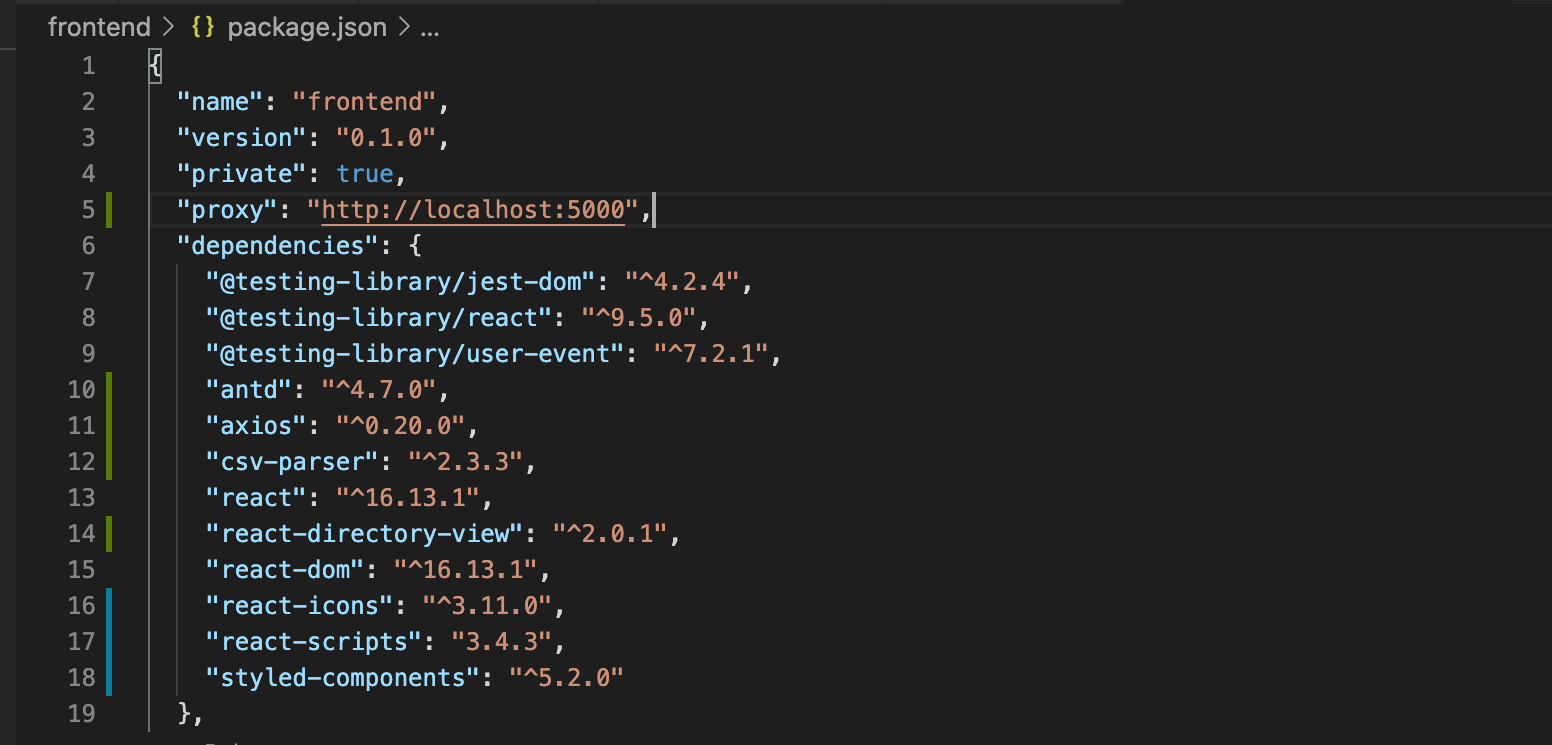 frontend > {} package.json > ...
1 {
2 "name": "frontend",
3 "version": "0.1.0",
4 "private": true,
5 "proxy": "http://localhost:5000",
6 "dependencies": {
7 "@testing-library/jest-dom": "^4.2.4",
8 "@testing-library/react": "^9.5.0",
9 "@testing-library/user-event": "^7.2.1",
10 "antd": "^4.7.0",
11 "axios": "^0.20.0",
12 "csv-parser": "^2.3.3",
13 "react": "^16.13.1",
14 "react-directory-view": "^2.0.1",
15 "react-dom": "^16.13.1",
16 "react-icons": "^3.11.0",
17 "react-scripts": "3.4.3",
18 "styled-components": "^5.2.0"
19 },